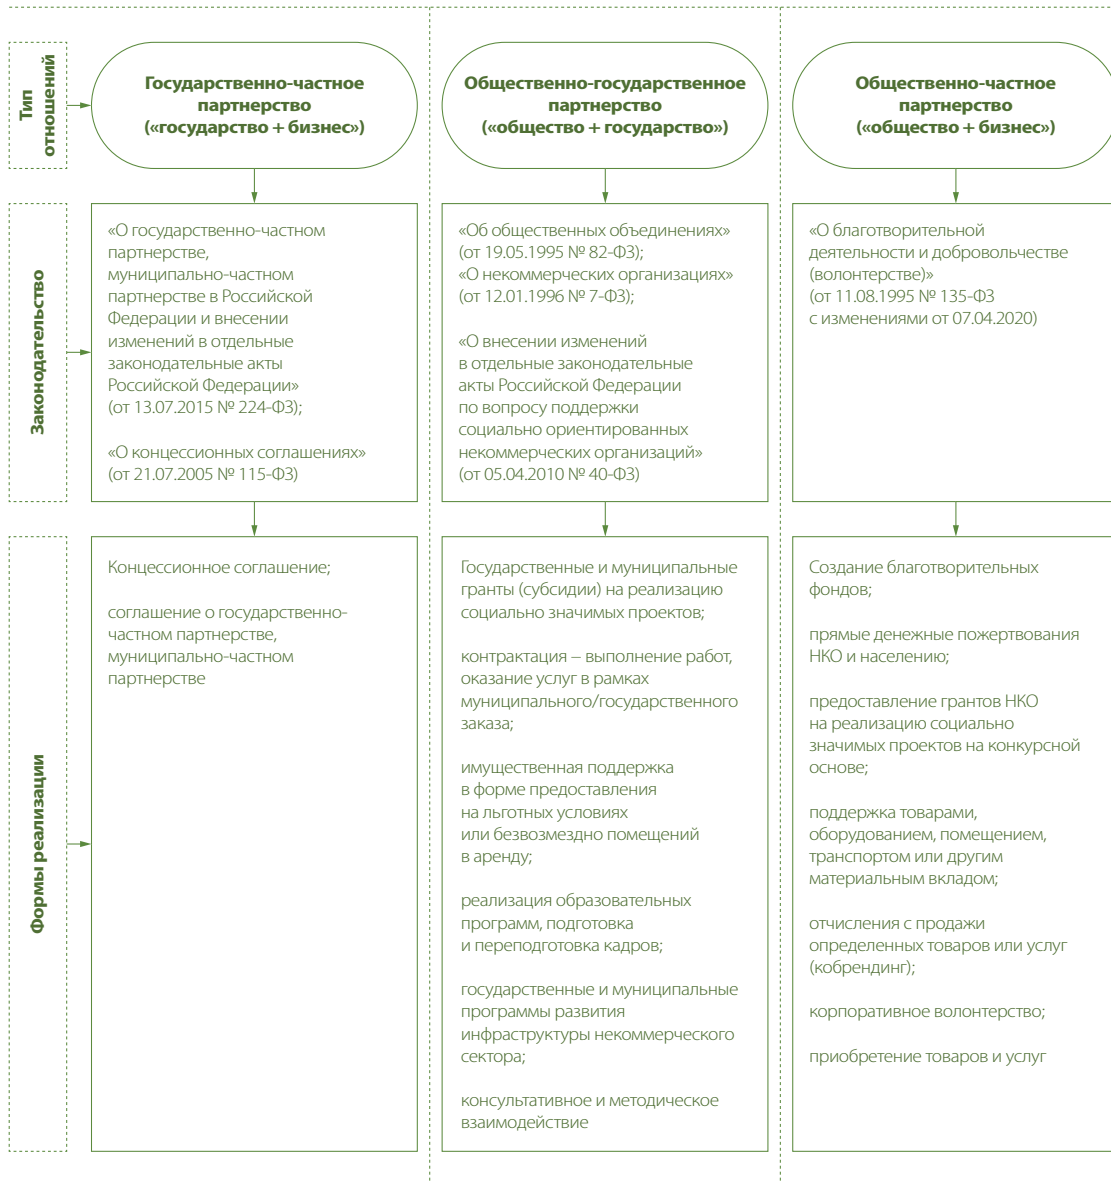 Тип
отношений
Государственно-частное
партнерство
(«государство + бизнес»)
Общественно-государственное
партнерство
(«общество + государство»)
Общественно-частное
партнерство
(«общество + бизнес»)
Законодательство
«О государственно-частном
партнерстве,
муниципально-частном
партнерстве в Российской
Федерации и внесении
изменений в отдельные
законодательные акты
Российской Федерации»
(от 13.07.2015 № 224-ФЗ);
«О концессионных соглашениях»
(от 21.07.2005 № 115-ФЗ)
«Об общественных объединениях»
(от 19.05.1995 № 82-ФЗ);
«О некоммерческих организациях»
(от 12.01.1996 № 7-ФЗ);
«О внесении изменений
в отдельные законодательные
акты Российской Федерации
по вопросу поддержки
социально ориентированных
некоммерческих организаций»
(от 05.04.2010 № 40-ФЗ)
«О благотворительной
деятельности и добровольчестве
(волонтерстве)»
(от 11.08.1995 № 135-ФЗ
с изменениями от 07.04.2020)
Формы реализации
Концессионное соглашение;
соглашение о государственно-
частном партнерстве,
муниципально-частном
партнерстве
Государственные и муниципальные
гранты (субсидии) на реализацию
социально значимых проектов;
контрактация – выполнение работ,
оказание услуг в рамках
муниципального/государственного
заказа;
имущественная поддержка
в форме предоставления
на льготных условиях
или безвозмездно помещений
в аренду;
реализация образовательных
программ, подготовка
и переподготовка кадров;
государственные и муниципальные
программы развития
инфраструктуры некоммерческого
сектора;
консультативное и методическое
взаимодействие
Создание благотворительных
фондов;
прямые денежные пожертвования
НКО и населению;
предоставление грантов НКО
на реализацию социально
значимых проектов на конкурсной
основе;
поддержка товарами,
оборудованием, помещением,
транспортом или другим
материальным вкладом;
отчисления с продажи
определенных товаров или услуг
(кобрендинг);
корпоративное волонтерство;
приобретение товаров и услуг